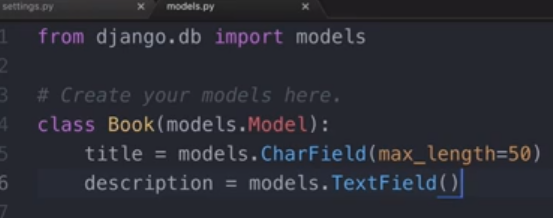 settings.py × models.py ×
1 from django.db import models
2
3 # Create your models here.
4 class Book(models.Model):
5 title = models.CharField(max_length=50)
6 description = models.TextField()
7